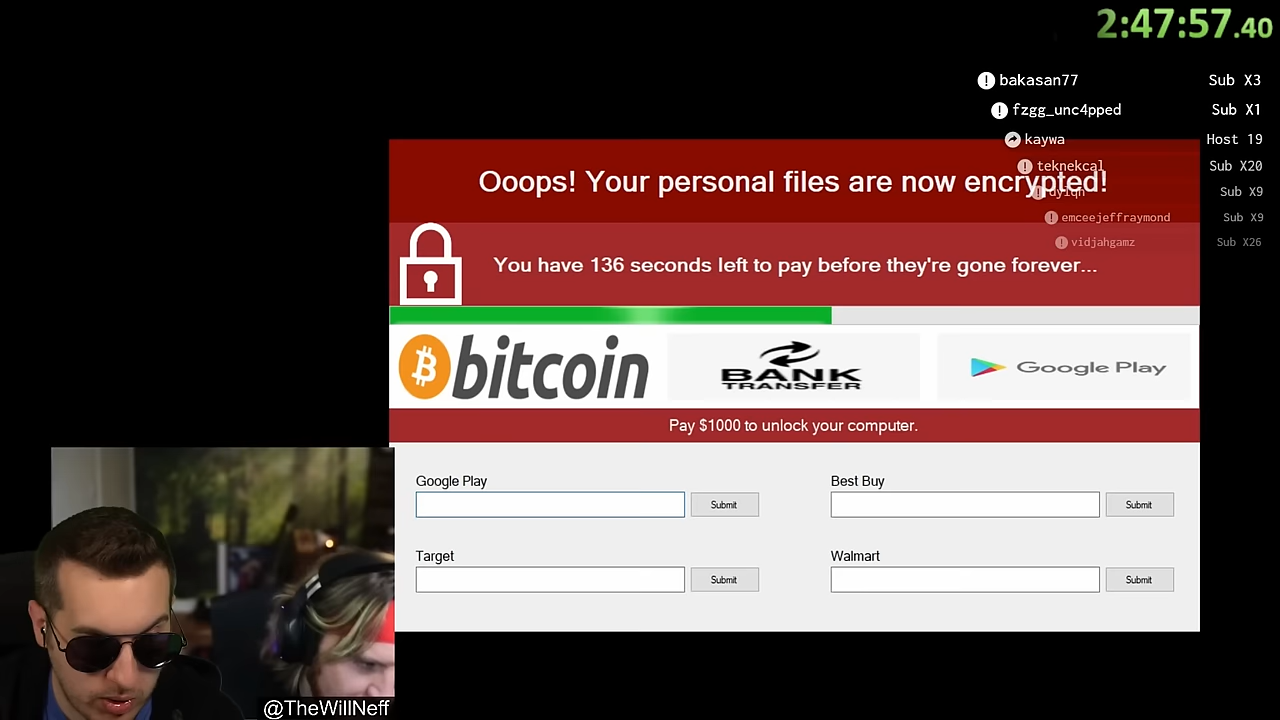 2:47:57.40
bakasan77 Sub X3
fzgg_unc4pped Sub X1
kaywa Host 19
teknekcal Sub X20
Sub X9
emceejeffraymond Sub X9
vidjahgamz Sub X26
Ooops! Your personal files are now encrypted!
You have 136 seconds left to pay before they're gone forever...
bitcoin
BANK
TRANSFER
Google Play
Pay $1000 to unlock your computer.
Google Play
Submit
Best Buy
Submit
Target
Submit
Walmart
Submit
@TheWillNeff